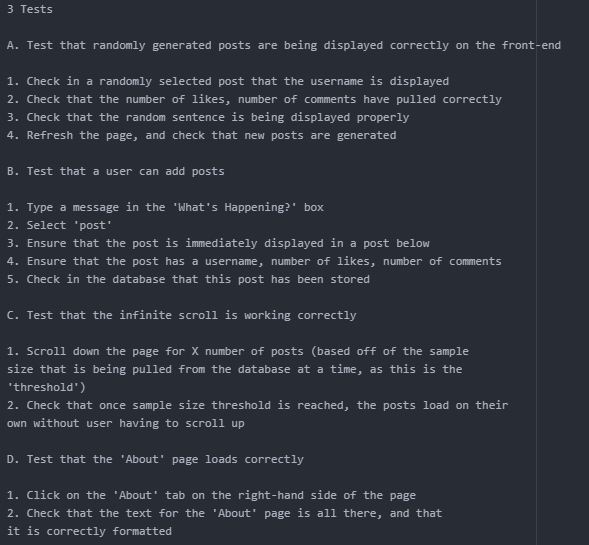 3 Tests
A. Test that randomly generated posts are being displayed correctly on the front-end
1. Check in a randomly selected post that the username is displayed
2. Check that the number of likes, number of comments have pulled correctly
3. Check that the random sentence is being displayed properly
4. Refresh the page, and check that new posts are generated
B. Test that a user can add posts
1. Type a message in the 'What's Happening?' box
2. Select 'post'
3. Ensure that the post is immediately displayed in a post below
4. Ensure that the post has a username, number of likes, number of comments
5. Check in the database that this post has been stored
C. Test that the infinite scroll is working correctly
1. Scroll down the page for X number of posts (based off of the sample
size that is being pulled from the database at a time, as this is the
'threshold')
2. Check that once sample size threshold is reached, the posts load on their
own without user having to scroll up
D. Test that the 'About' page loads correctly
1. Click on the 'About' tab on the right-hand side of the page
2. Check that the text for the 'About' page is all there, and that
it is correctly formatted